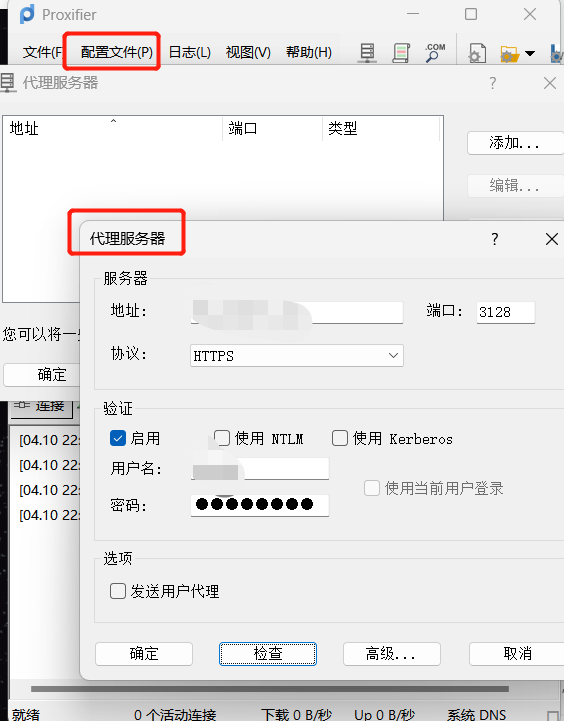 Proxifier
文件(F 配置文件(P) 日志(L) 视图(V) 帮助(H) .COM
代理服务器 ?
地址 端口 类型
添加...
编辑...
代理服务器 ?
服务器
地址: 端口: 3128
您可以将一
协议: HTTPS
确定
连接
验证
启用 使用 NTLM 使用 Kerberos
[04.10 22:
用户名:
[04.10 22:
使用当前用户登录
[04.10 22:
密码:
[04.10 22:
选项
发送用户代理
确定 检查 高级... 取消
就绪 0 个活动连接 下载 0 B/秒 Up 0 B/秒 系统 DNS